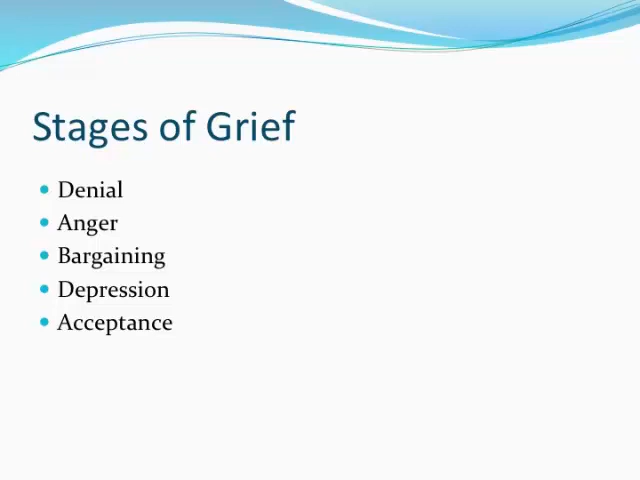 Stages of Grief
Denial
Anger
Bargaining
Depression
Acceptance